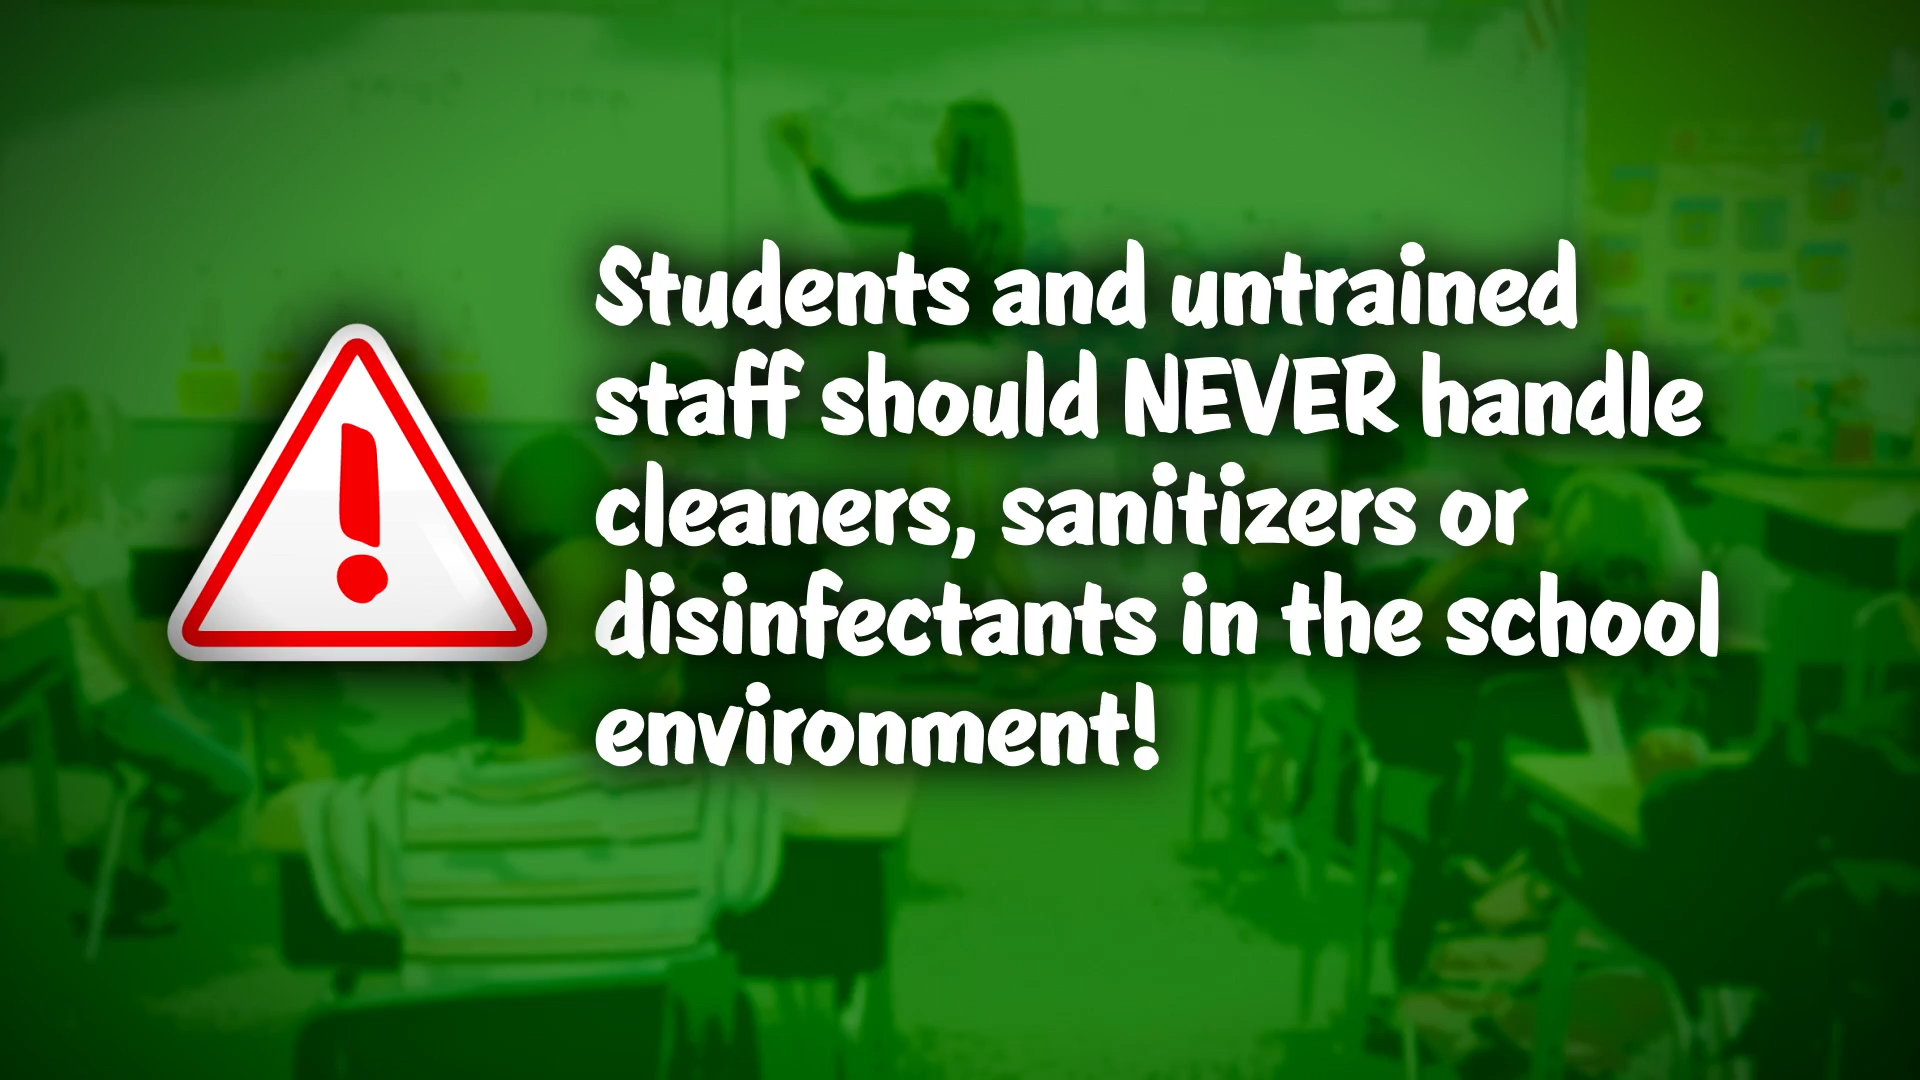 Students and untrained
staff should NEVER handle
cleaners, sanitizers or
disinfectants in the school
environment!